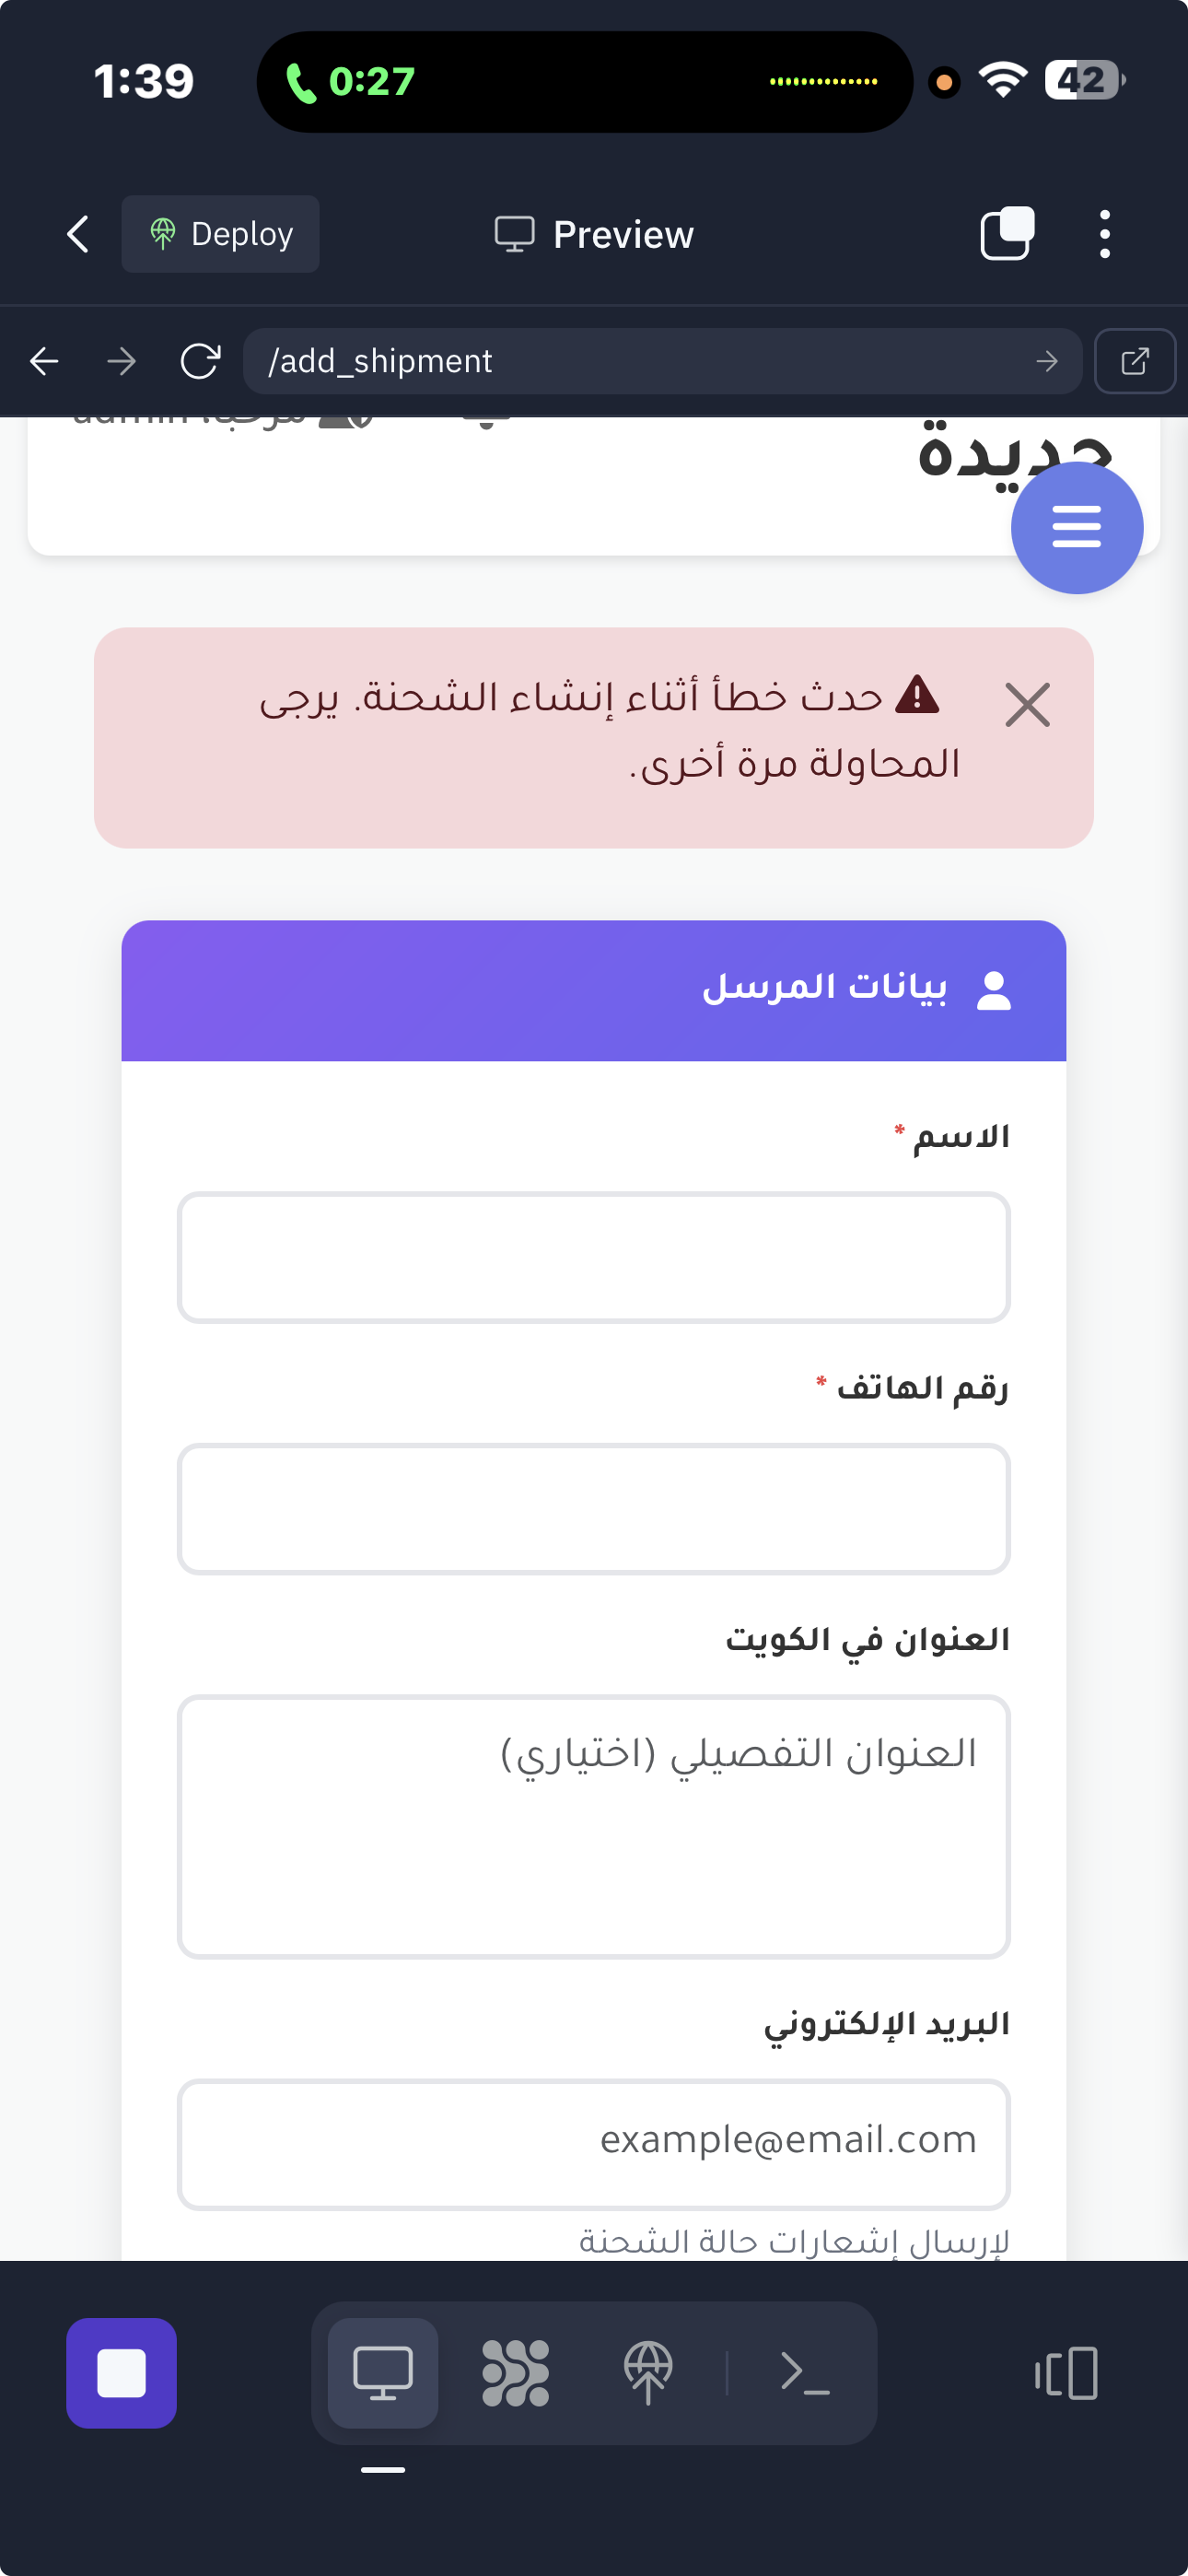 1:39
0:27
42
Deploy
Preview
/add_shipment
مرحبا، admin
جديدة
حدث خطأ أثناء إنشاء الشحنة. يرجى
المحاولة مرة أخرى.
بيانات المرسل
الاسم *
رقم الهاتف *
العنوان في الكويت
العنوان التفصيلي (اختياري)
البريد الإلكتروني
example@email.com
لإرسال إشعارات حالة الشحنة